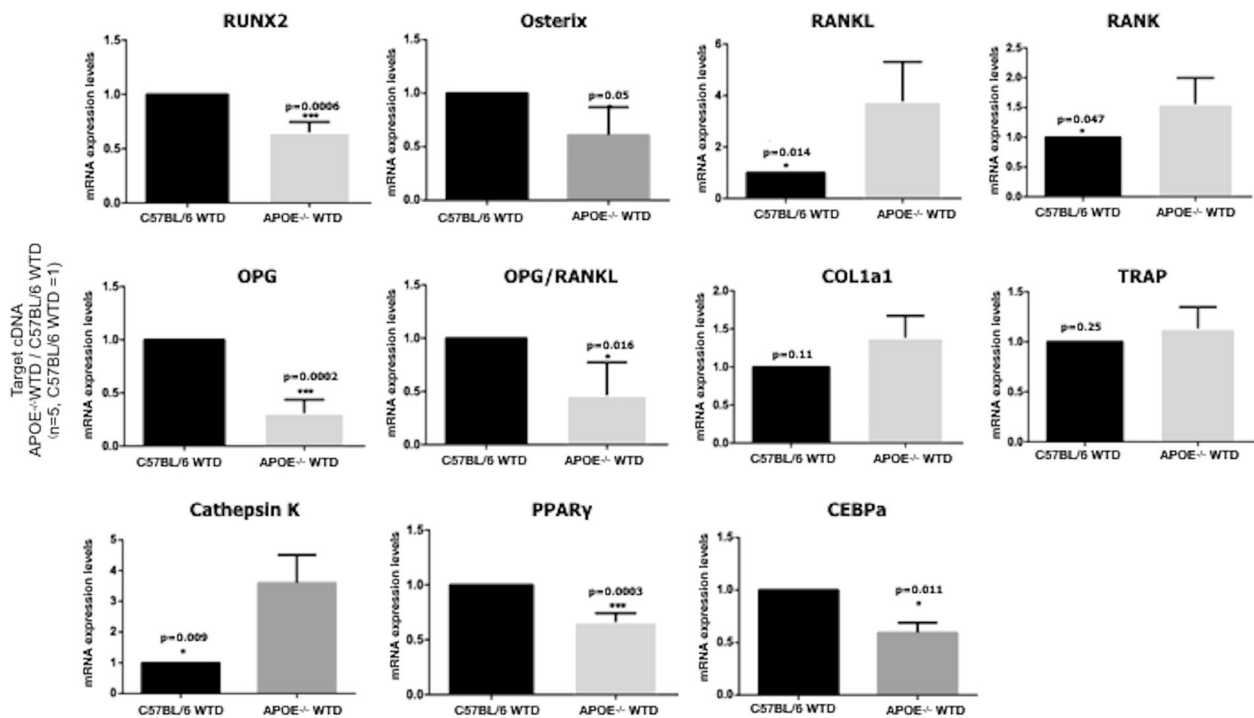 RUNX2
mRNA expression levels
1.5
1.0
0.5
0.0
p=0.0006
***
C57BL/6 WTD
APOE-/- WTD
Osterix
mRNA expression levels
1.5
1.0
0.5
0.0
p=0.05
C57BL/6 WTD
APOE-/- WTD
RANKL
mRNA expression levels
6
4
2
0
p=0.014
*
C57BL/6 WTD
APOE-/- WTD
RANK
mRNA expression levels
2.5
2.0
1.5
1.0
0.5
0.0
p=0.047
*
C57BL/6 WTD
APOE-/- WTD
Target cDNA
APOE-/-WTD / C57BL/6 WTD
(n=5, C57BL/6 WTD =1)
OPG
mRNA expression levels
1.5
1.0
0.5
0.0
p=0.0002
***
C57BL/6 WTD
APOE-/- WTD
OPG/RANKL
mRNA expression levels
1.5
1.0
0.5
0.0
p=0.016
*
C57BL/6 WTD
APOE-/- WTD
COL1a1
mRNA expression levels
2.0
1.5
1.0
0.5
0.0
p=0.11
C57BL/6 WTD
APOE-/- WTD
TRAP
mRNA expression levels
1.5
1.0
0.5
0.0
p=0.25
C57BL/6 WTD
APOE-/- WTD
Cathepsin K
mRNA expression levels
5
4
3
2
1
0
p=0.009
*
C57BL/6 WTD
APOE-/- WTD
PPARγ
mRNA expression levels
1.5
1.0
0.5
0.0
p=0.0003
***
C57BL/6 WTD
APOE-/- WTD
CEBPa
mRNA expression levels
1.5
1.0
0.5
0.0
p=0.011
*
C57BL/6 WTD
APOE-/- WTD